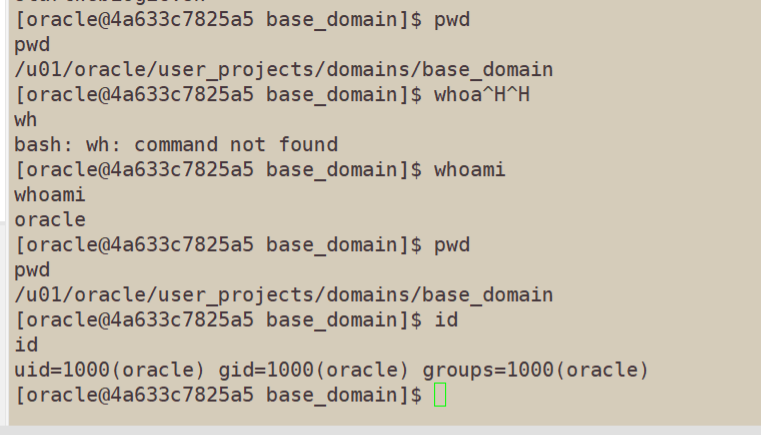 [oracle@4a633c7825a5 base_domain]$ pwd
pwd
/u01/oracle/user_projects/domains/base_domain
[oracle@4a633c7825a5 base_domain]$ whoa^H^H
wh
bash: wh: command not found
[oracle@4a633c7825a5 base_domain]$ whoami
whoami
oracle
[oracle@4a633c7825a5 base_domain]$ pwd
pwd
/u01/oracle/user_projects/domains/base_domain
[oracle@4a633c7825a5 base_domain]$ id
id
uid=1000(oracle) gid=1000(oracle) groups=1000(oracle)
[oracle@4a633c7825a5 base_domain]$